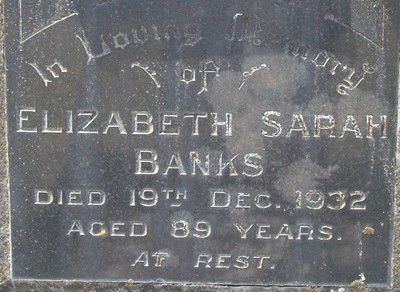 In Loving Memory
of
ELIZABETH SARAH
BANKS
DIED 19TH DEC. 1932
AGED 89 YEARS.
AT REST.